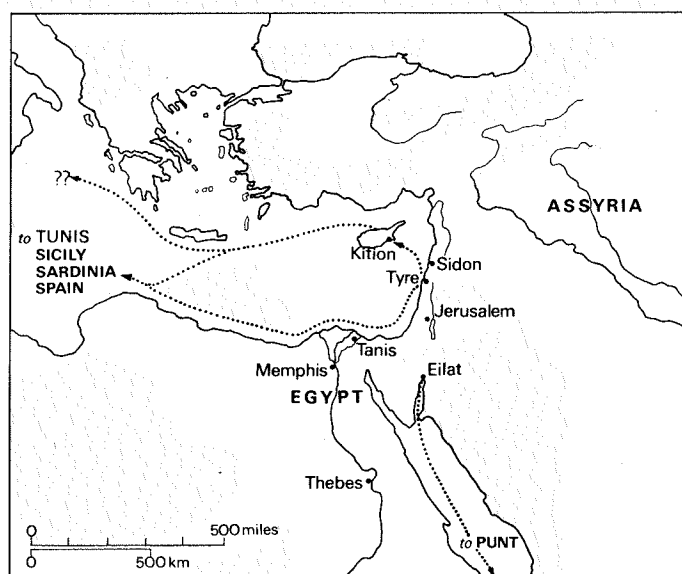 ??
ASSYRIA
to TUNIS
SICILY
SARDINIA
SPAIN
Kition
Sidon
Tyre
Jerusalem
Tanis
Memphis
Eilat
EGYPT
Thebes
to PUNT
0 500 miles
0 500 km